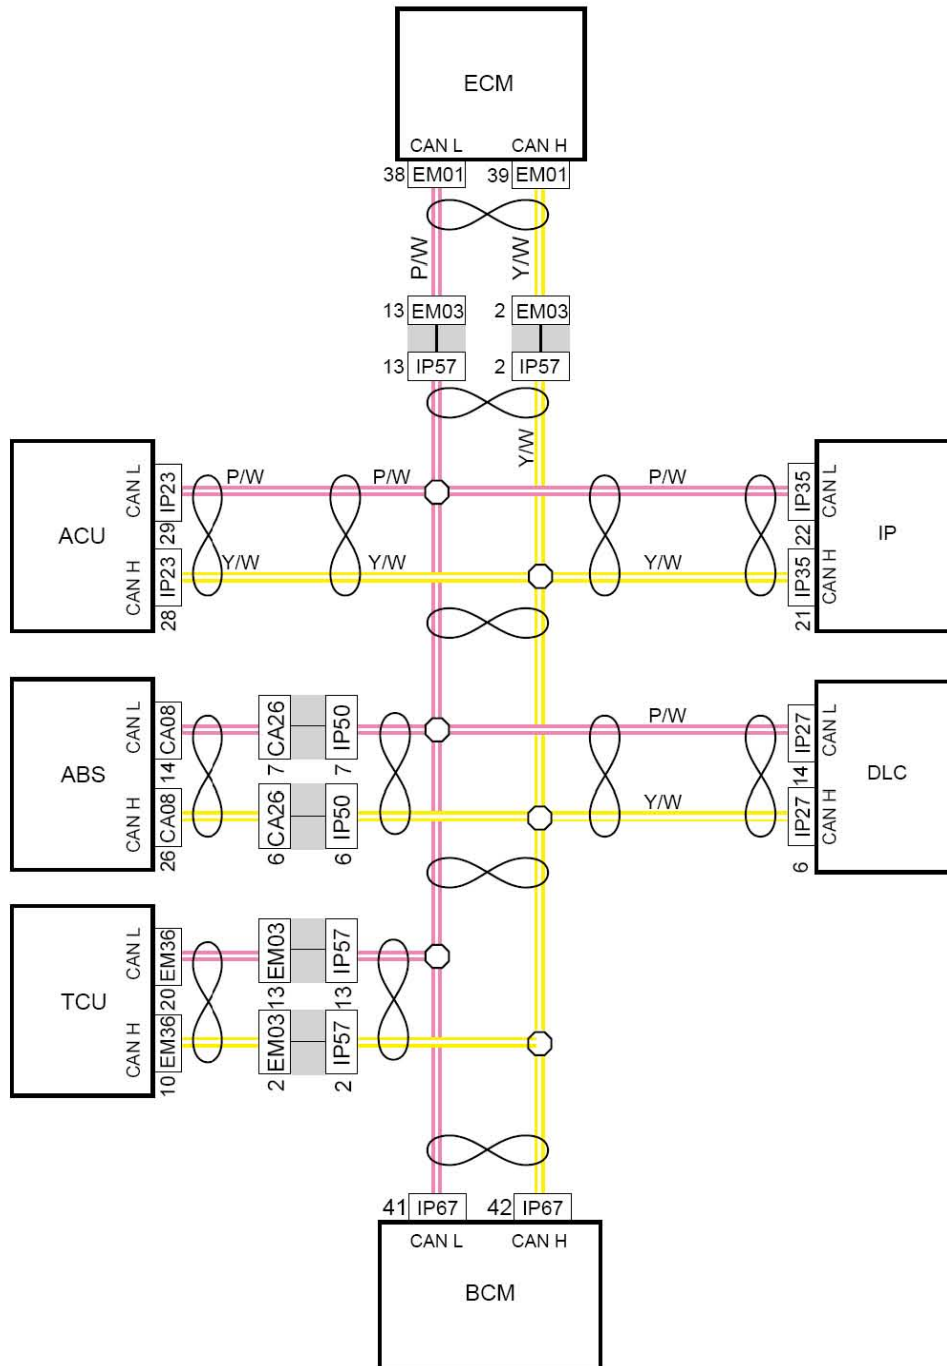 ECM
CAN L CAN H
38 EM01 39 EM01
P/W Y/W
13 EM03 2 EM03
13 IP57 2 IP57
Y/W
ACU
CAN L IP23 29
CAN H IP23 28
P/W P/W P/W
Y/W Y/W Y/W
IP35 22 CAN L
IP35 21 CAN H
IP
ABS
CAN L CA08 14
CAN H CA08 26
CA26 7 IP50 7
CA26 6 IP50 6
P/W
Y/W
IP27 14 CAN L
IP27 6 CAN H
DLC
TCU
CAN L EM36 20
CAN H EM36 10
EM03 13 IP57 13
EM03 2 IP57 2
41 IP67 42 IP67
CAN L CAN H
BCM